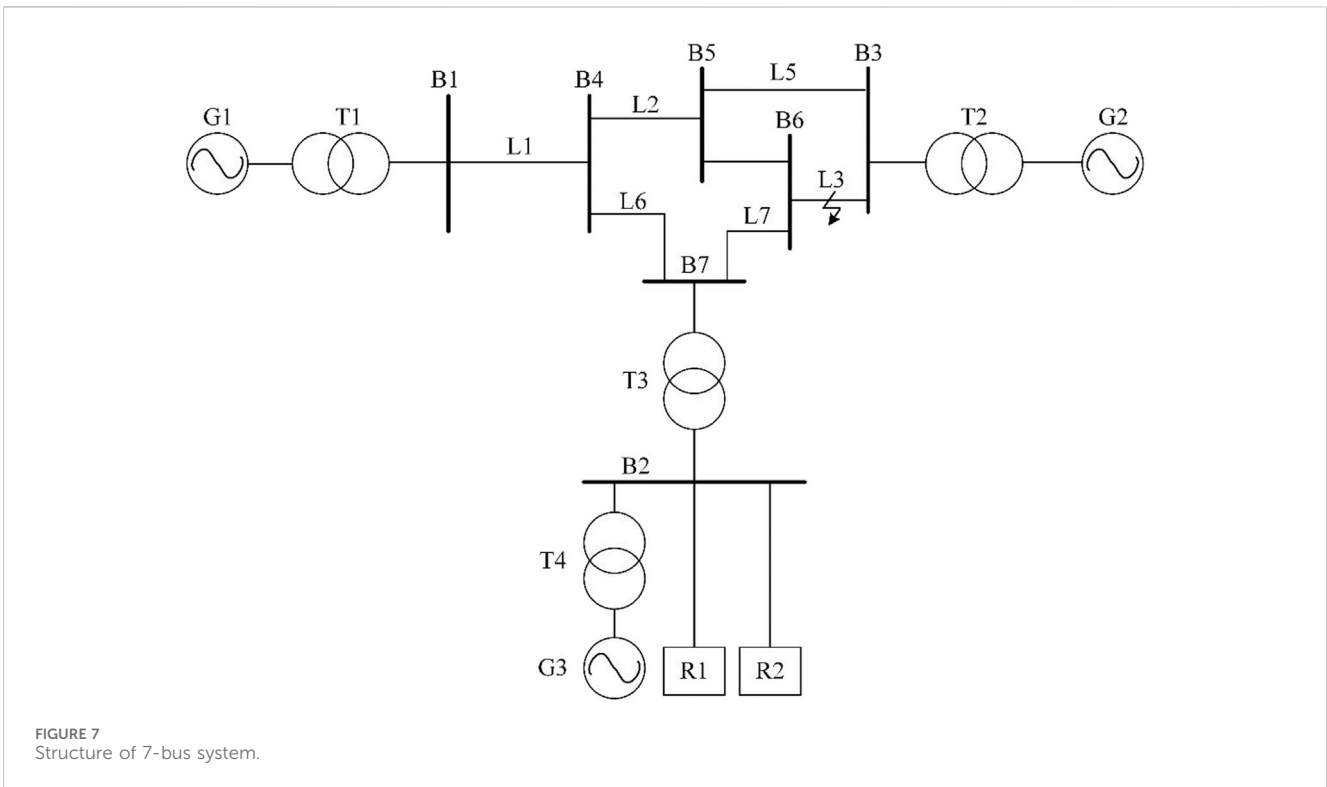 B5
B3
L5
B1
B4
L2
B6
G1
T1
T2
G2
L1
L3
L6
L7
B7
T3
B2
T4
G3
R1
R2
FIGURE 7
Structure of 7-bus system.